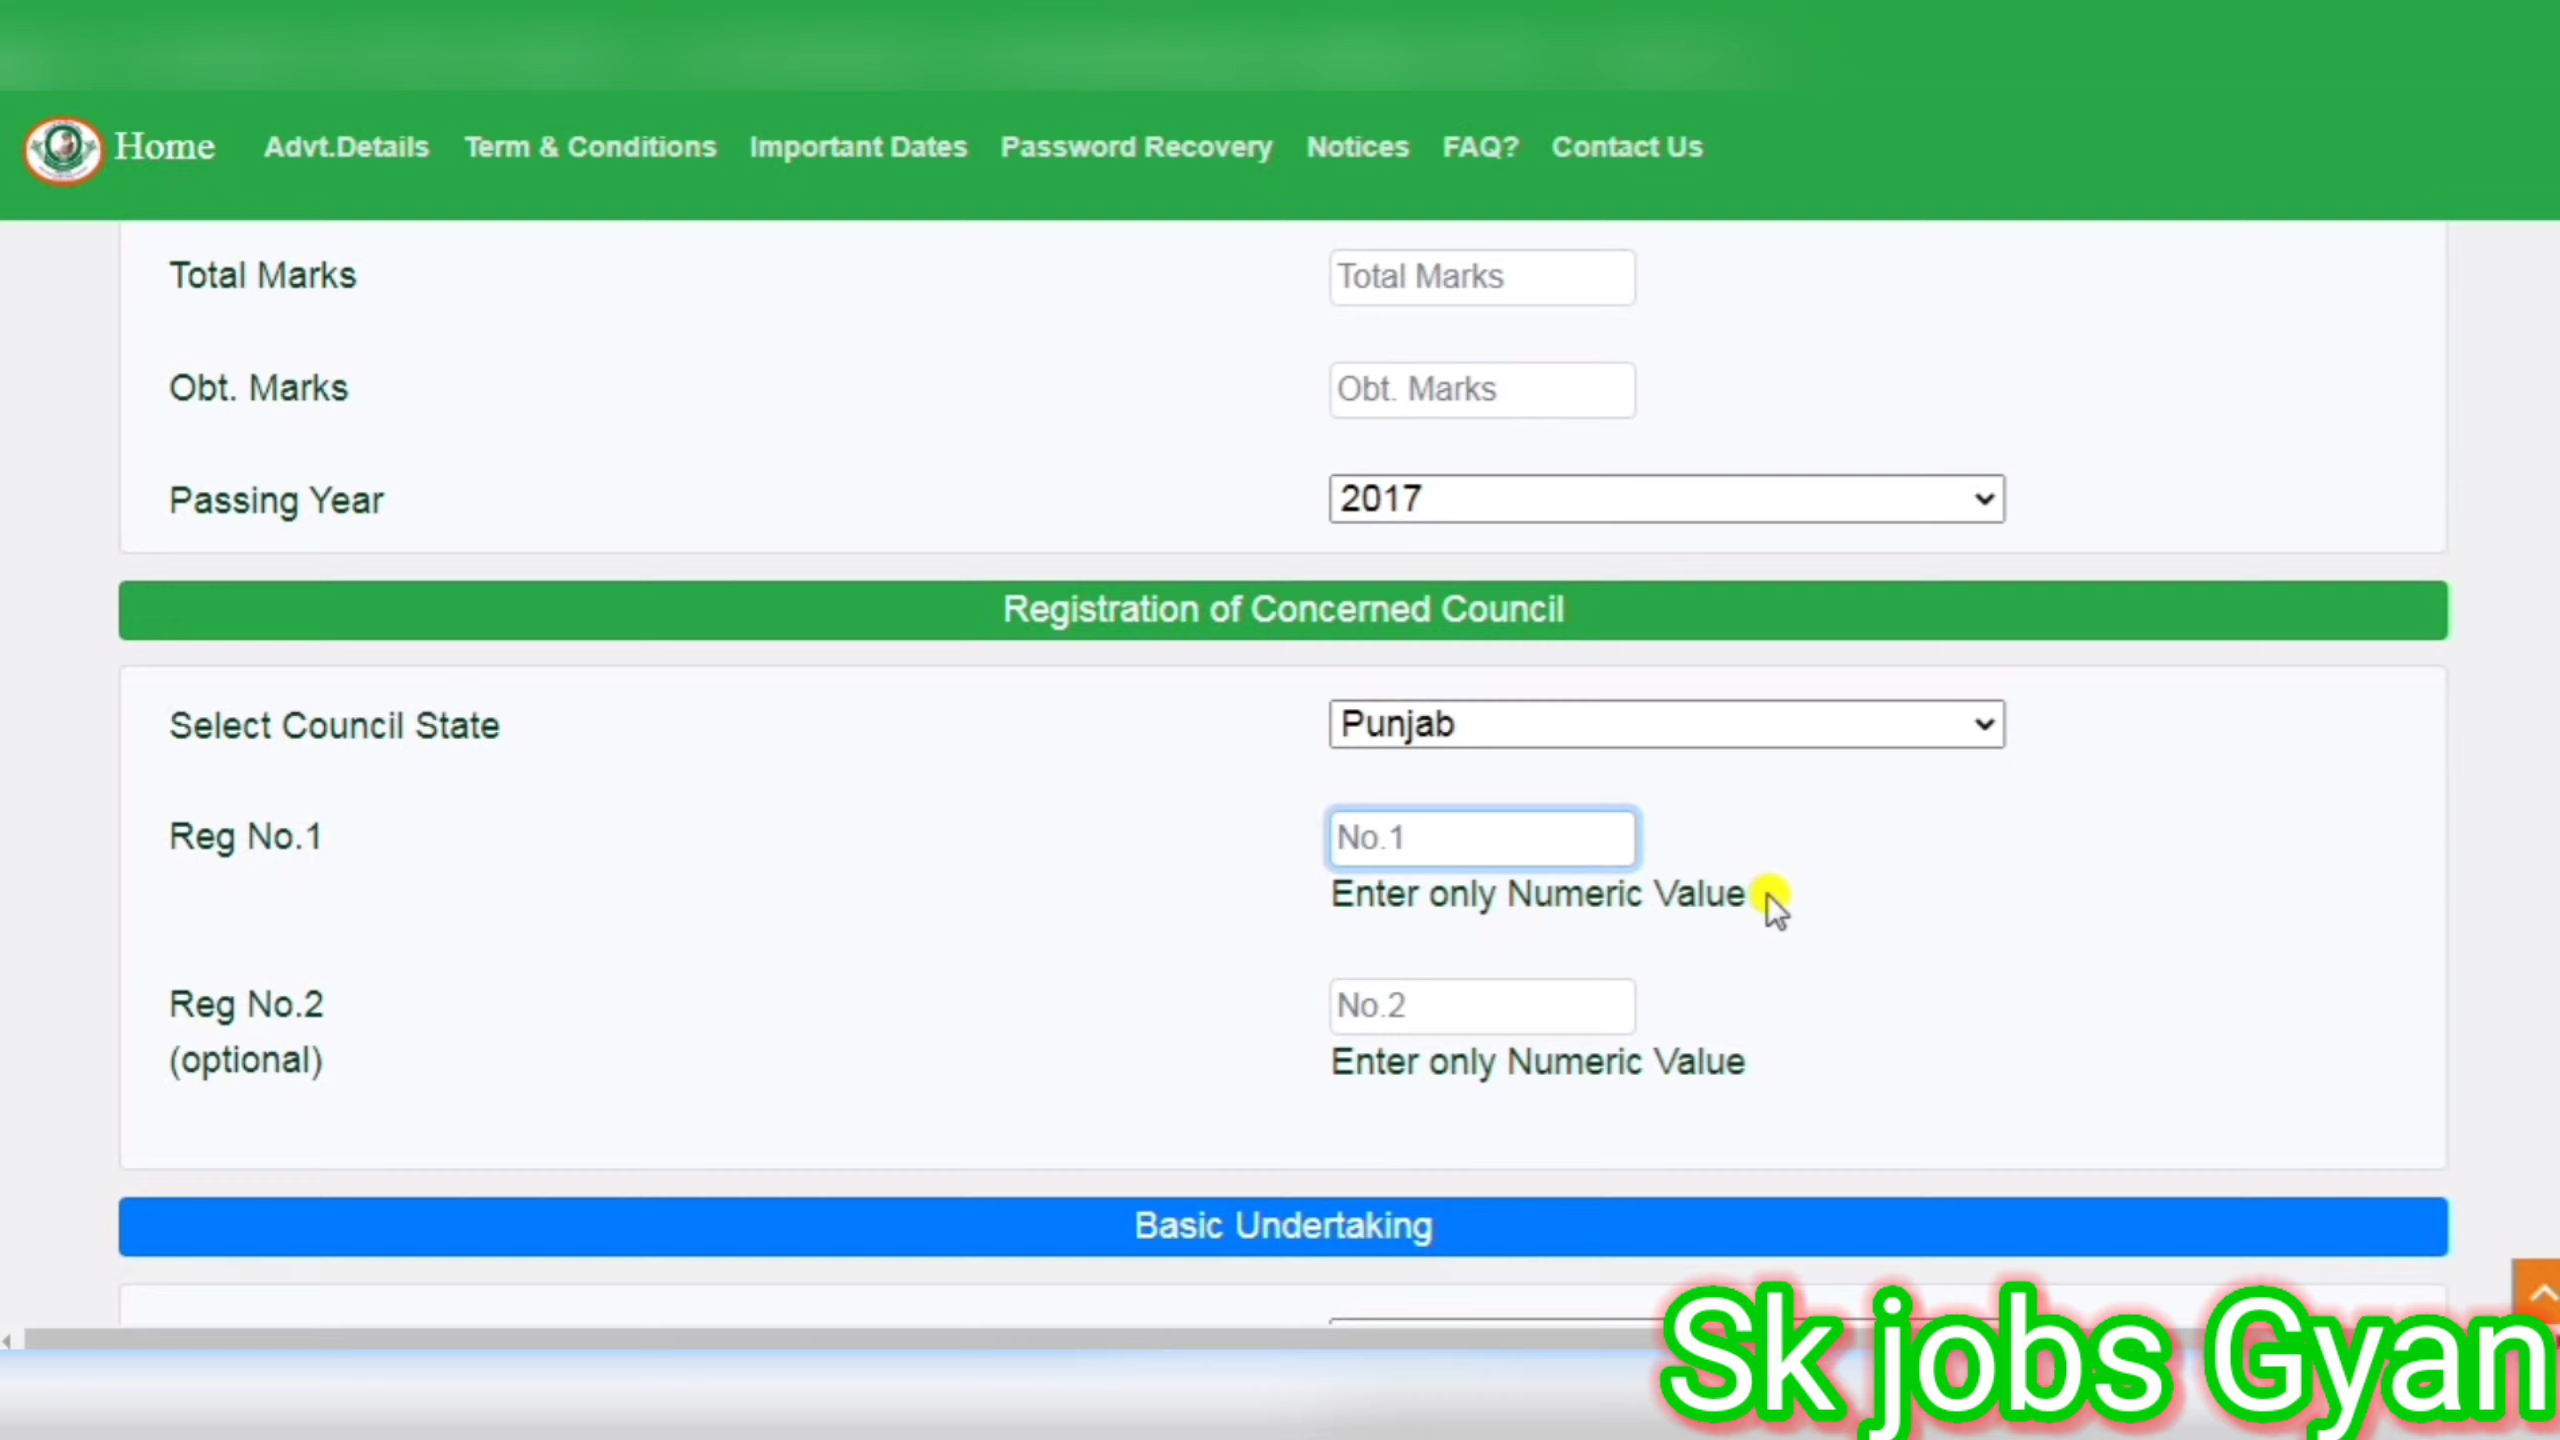 Home Advt.Details Term & Conditions Important Dates Password Recovery Notices FAQ? Contact Us
Total Marks Total Marks
Obt. Marks Obt. Marks
Passing Year 2017
Registration of Concerned Council
Select Council State Punjab
Reg No.1 No.1
Enter only Numeric Value
Reg No.2 No.2
(optional) Enter only Numeric Value
Basic Undertaking
Sk jobs Gyan